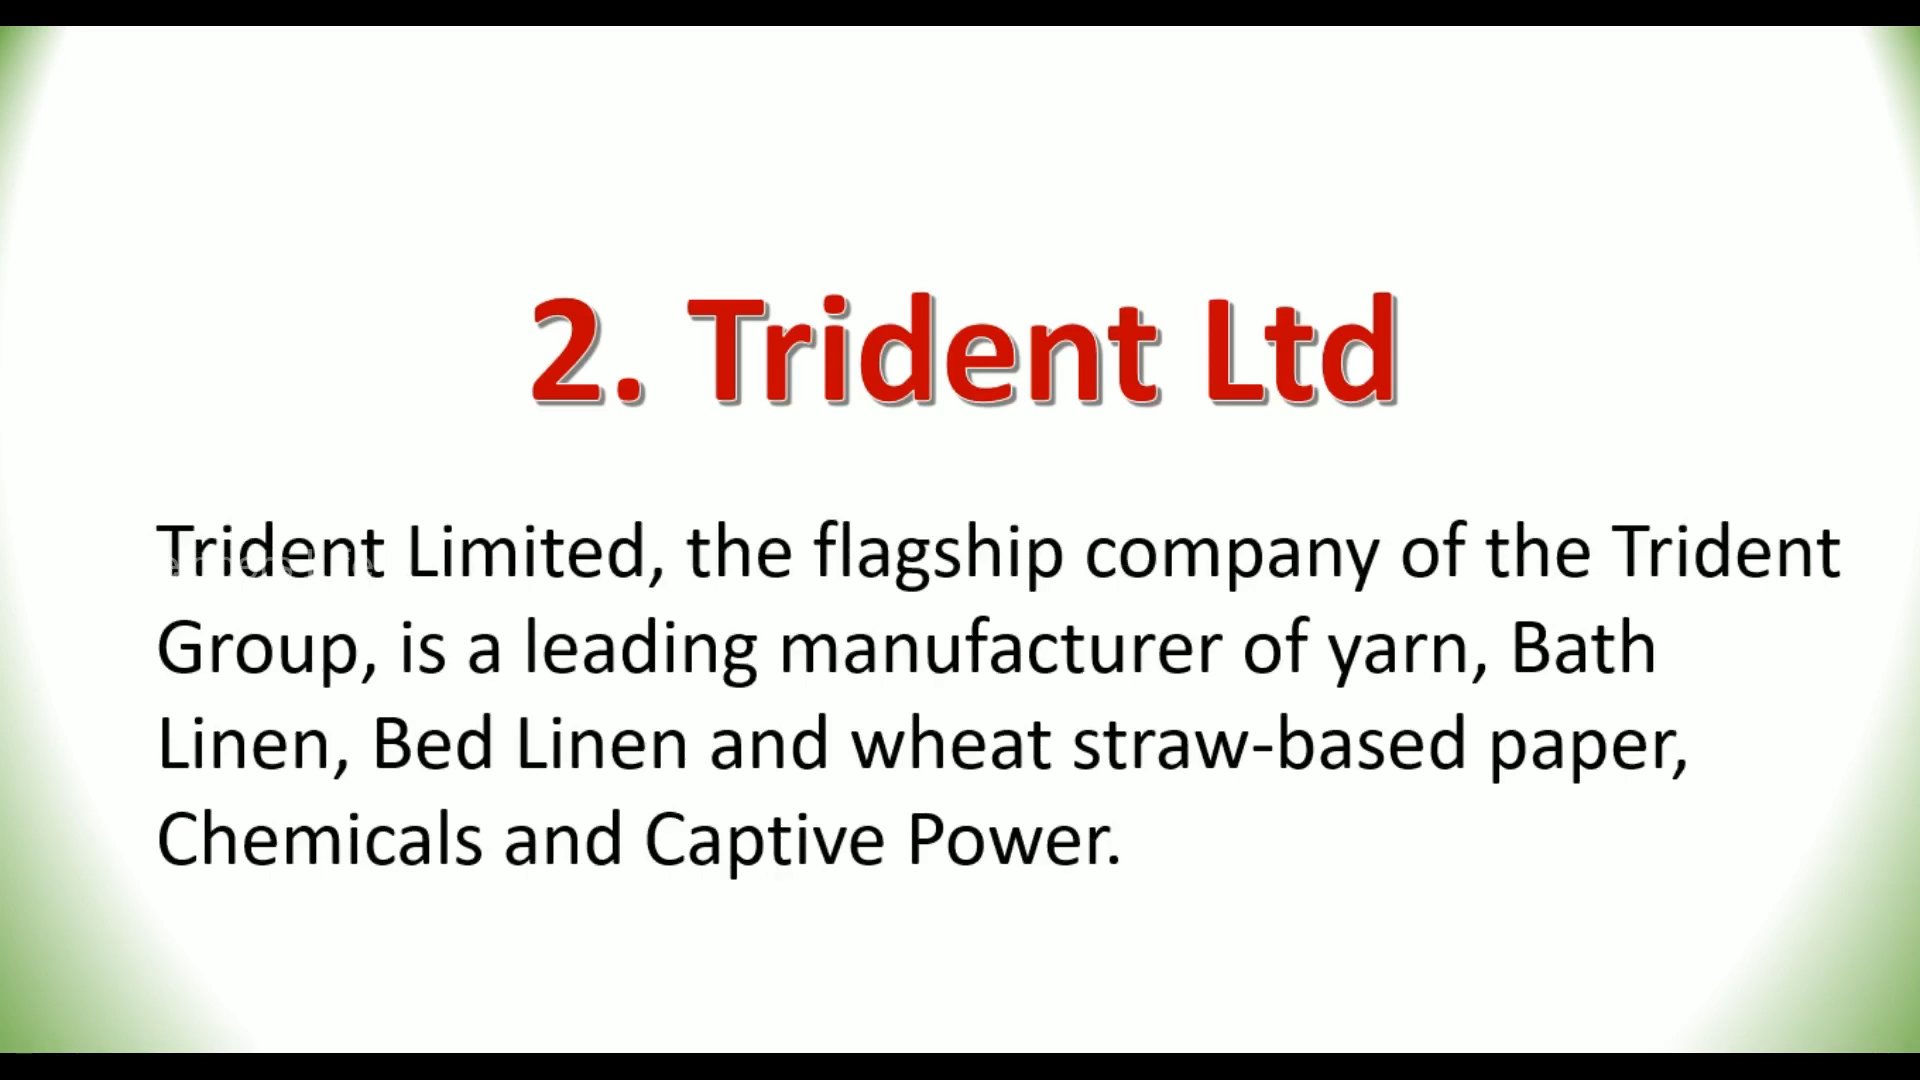 2. Trident Ltd
Trident Limited, the flagship company of the Trident
Group, is a leading manufacturer of yarn, Bath
Linen, Bed Linen and wheat straw-based paper,
Chemicals and Captive Power.